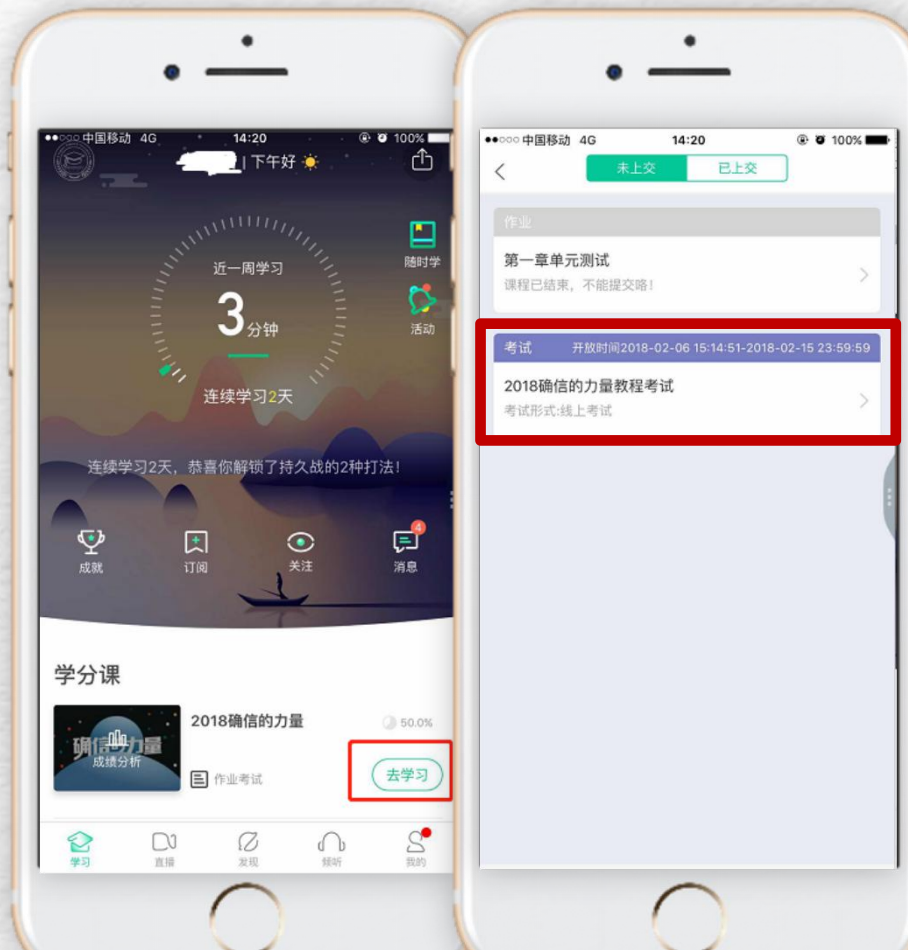 中国移动 4G 14:20 100%
下午好
随时学
近一周学习
3分钟
活动
连续学习2天
连续学习2天，恭喜你解锁了持久战的2种打法！
4
成就 订阅 关注 消息
学分课
2018确信的力量 50.0%
确信的力量
成绩分析
作业考试 去学习
学习 直播 发现 倾听 我的
中国移动 4G 14:20 100%
未上交 已上交
作业
第一章单元测试
课程已结束，不能提交咯！
考试 开放时间2018-02-06 15:14:51-2018-02-15 23:59:59
2018确信的力量教程考试
考试形式:线上考试